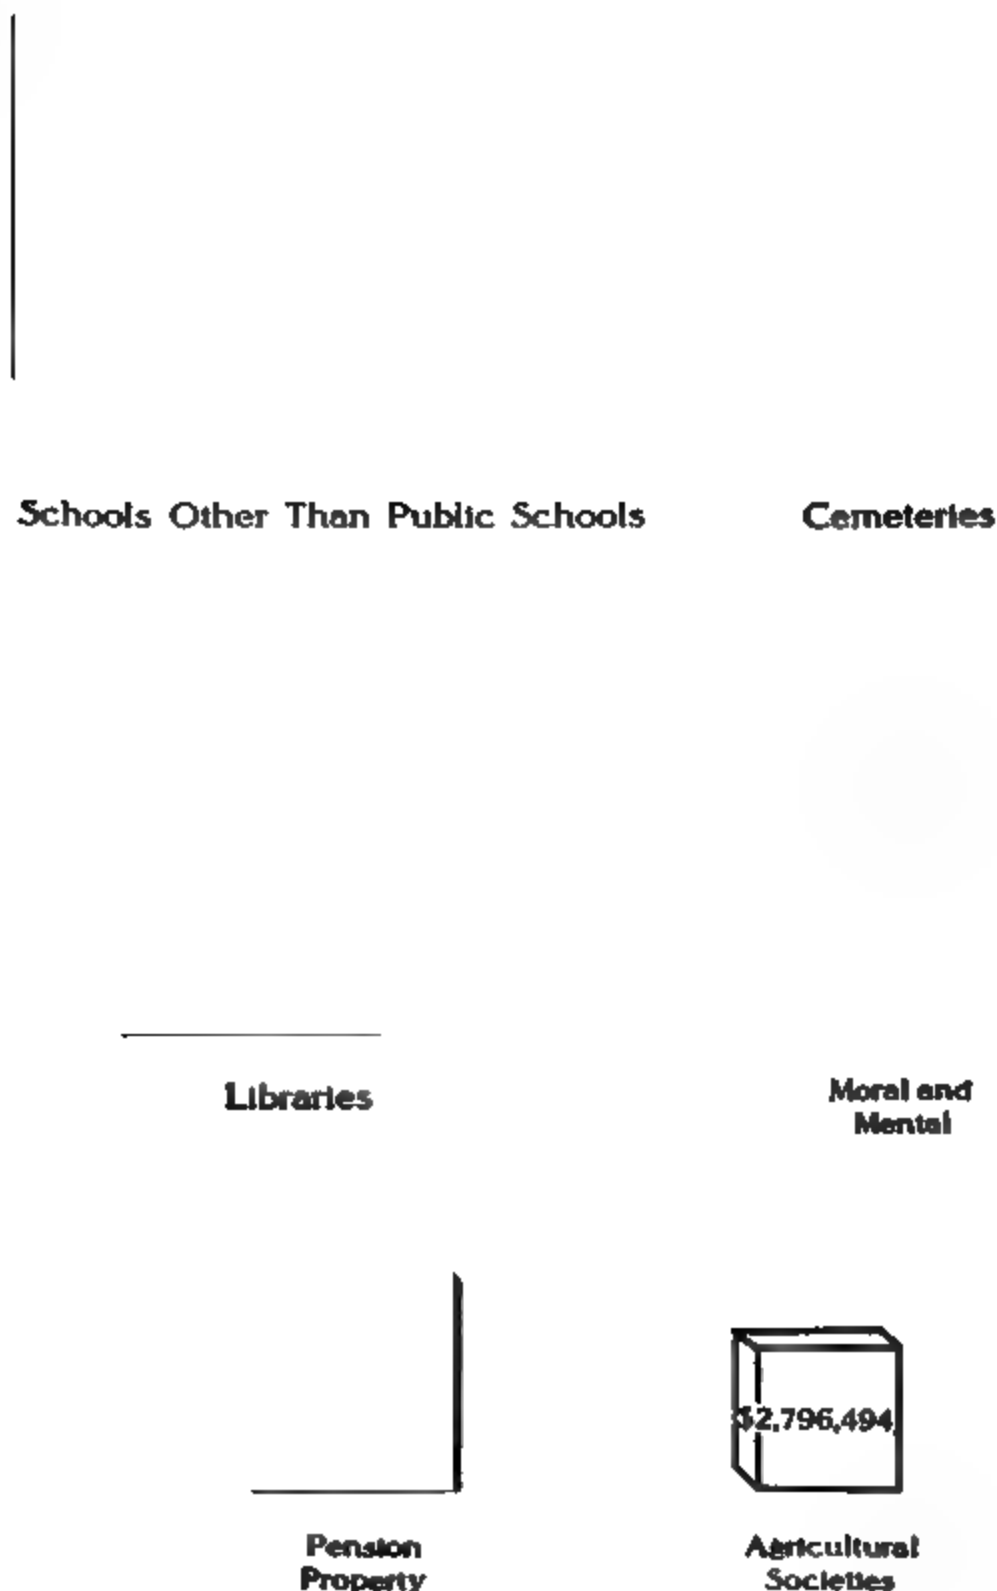 Schools Other Than Public Schools Cemeteries
Libraries
Moral and
Mental
$2,796,494
Pension
Property
Agricultural
Societies